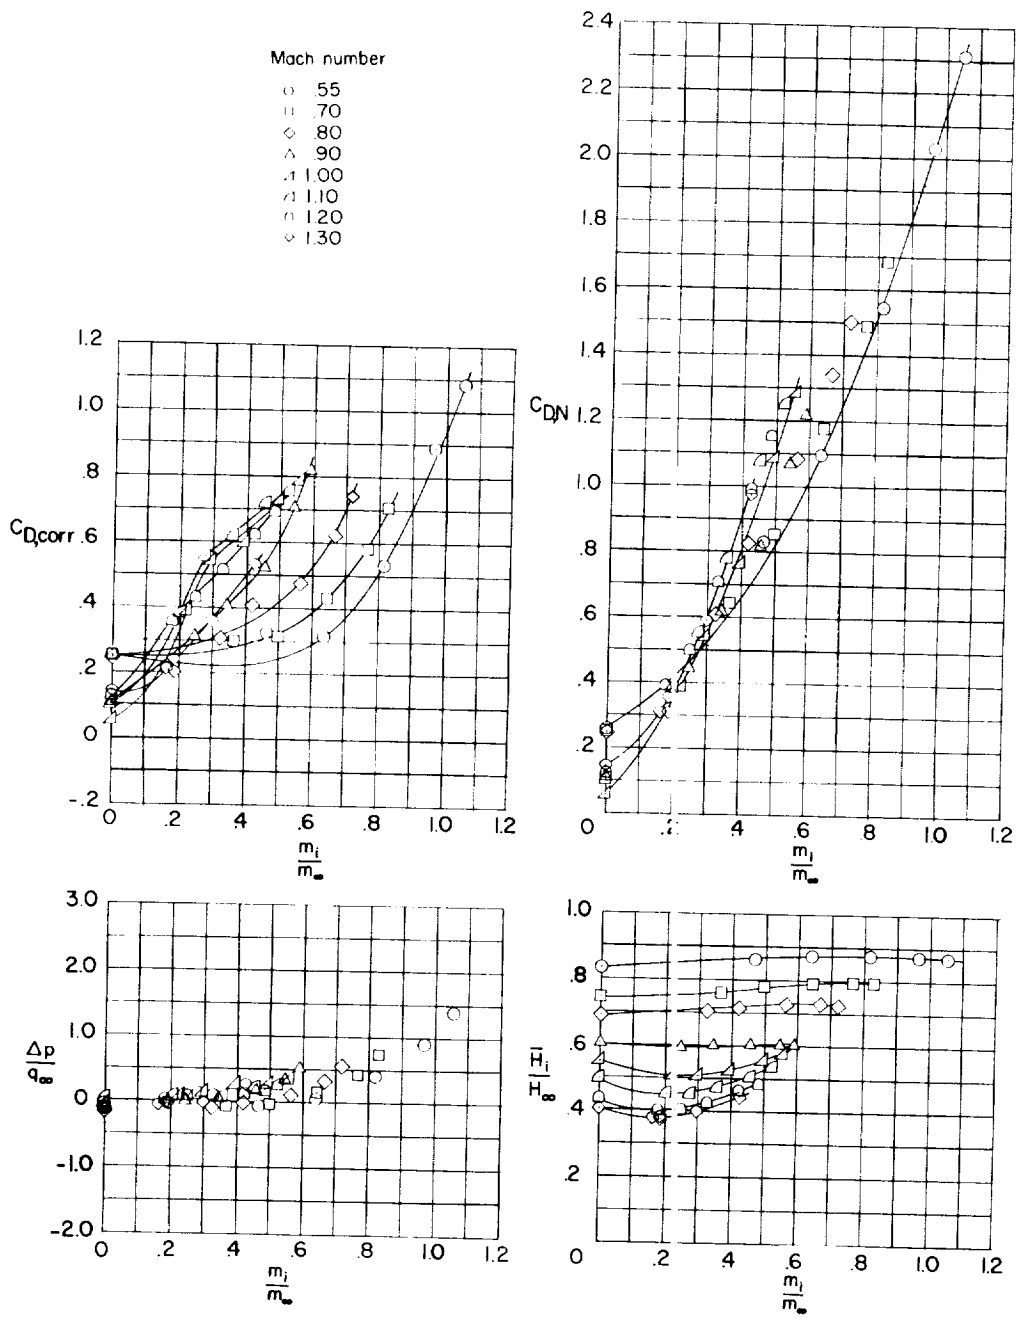 Mach number
.55
.70
.80
.90
1.00
1.10
1.20
1.30
1.2
1.0
.8
C_D,corr .6
.4
.2
0
-.2
0 .2 .4 .6 .8 1.0 1.2
m_i
m_∞
2.4
2.2
2.0
1.8
1.6
1.4
C_D,N 1.2
1.0
.8
.6
.4
.2
0 .2 .4 .6 .8 1.0 1.2
m_i
m_∞
3.0
2.0
1.0
Δp
q_∞
0
-1.0
-2.0
0 .2 .4 .6 .8 1.0 1.2
m_i
m_∞
1.0
.8
H̅_i .6
H_∞
.4
.2
0 .2 .4 .6 .8 1.0 1.2
m_i
m_∞